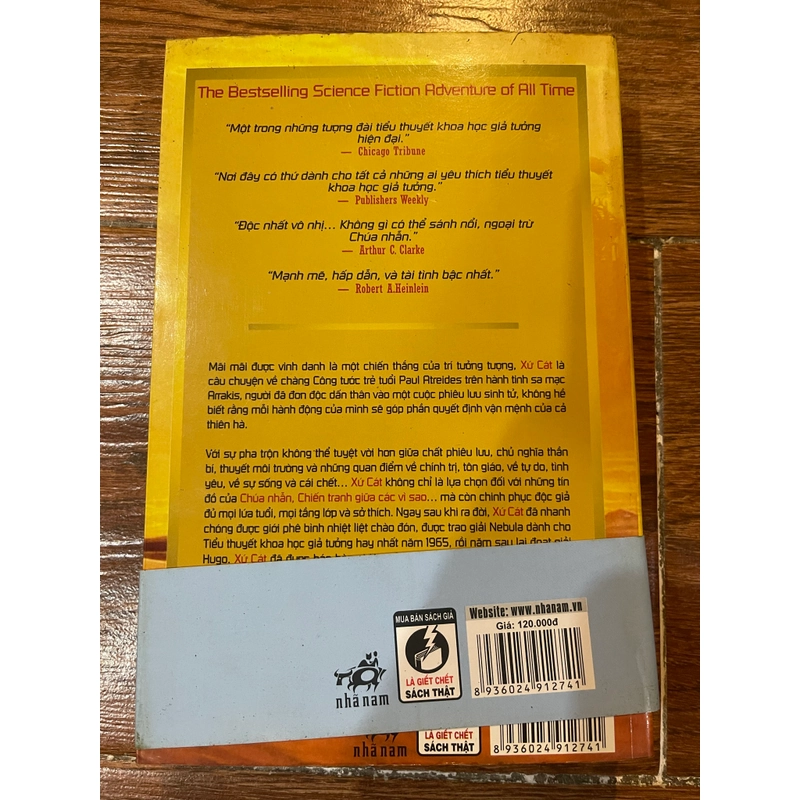 The Bestselling Science Fiction Adventure of All Time
"Một trong những tượng đài tiểu thuyết khoa học giả tưởng
hiện đại."
— Chicago Tribune
"Nơi đây có thứ dành cho tất cả những ai yêu thích tiểu thuyết
khoa học giả tưởng."
— Publishers Weekly
"Độc nhất vô nhị... Không gì có thể sánh nổi, ngoại trừ
Chúa nhẫn."
— Arthur C. Clarke
"Mạnh mẽ, hấp dẫn, và tài tình bậc nhất."
— Robert A.Heinlein
Mãi mãi được vinh danh là một chiến thắng của trí tưởng tượng, Xứ Cát là
câu chuyện về chàng Công tước trẻ tuổi Paul Atreides trên hành tinh sa mạc
Arrakis, người đã đơn độc dấn thân vào một cuộc phiêu lưu sinh tử, không hề
biết rằng mỗi hành động của mình sẽ góp phần quyết định vận mệnh của cả
thiên hà.
Với sự pha trộn không thể tuyệt vời hơn giữa chất phiêu lưu, chủ nghĩa thần
bí, thuyết môi trường và những quan điểm về chính trị, tôn giáo, về tự do, tình
yêu, về sự sống và cái chết... Xứ Cát không chỉ là lựa chọn đối với những tín
đồ của Chúa nhẫn, Chiến tranh giữa các vì sao... mà còn chinh phục độc giả
đủ mọi lứa tuổi, mọi tầng lớp và sở thích. Ngay sau khi ra đời, Xứ Cát đã nhanh
chóng được giới phê bình nhiệt liệt chào đón, được trao giải Nebula dành cho
Tiểu thuyết khoa học giả tưởng hay nhất năm 1965, rồi năm sau lại đoạt giải
Hugo. Xứ Cát đã được
nhã nam
MUA BÁN SÁCH GIẢ
LÀ GIẾT CHẾT
SÁCH THẬT
Website: www.nhanam.vn
Giá: 120.000đ
8 936024 912741
nhã nam
LÀ GIẾT CHẾT
SÁCH THẬT
8 936024 912741